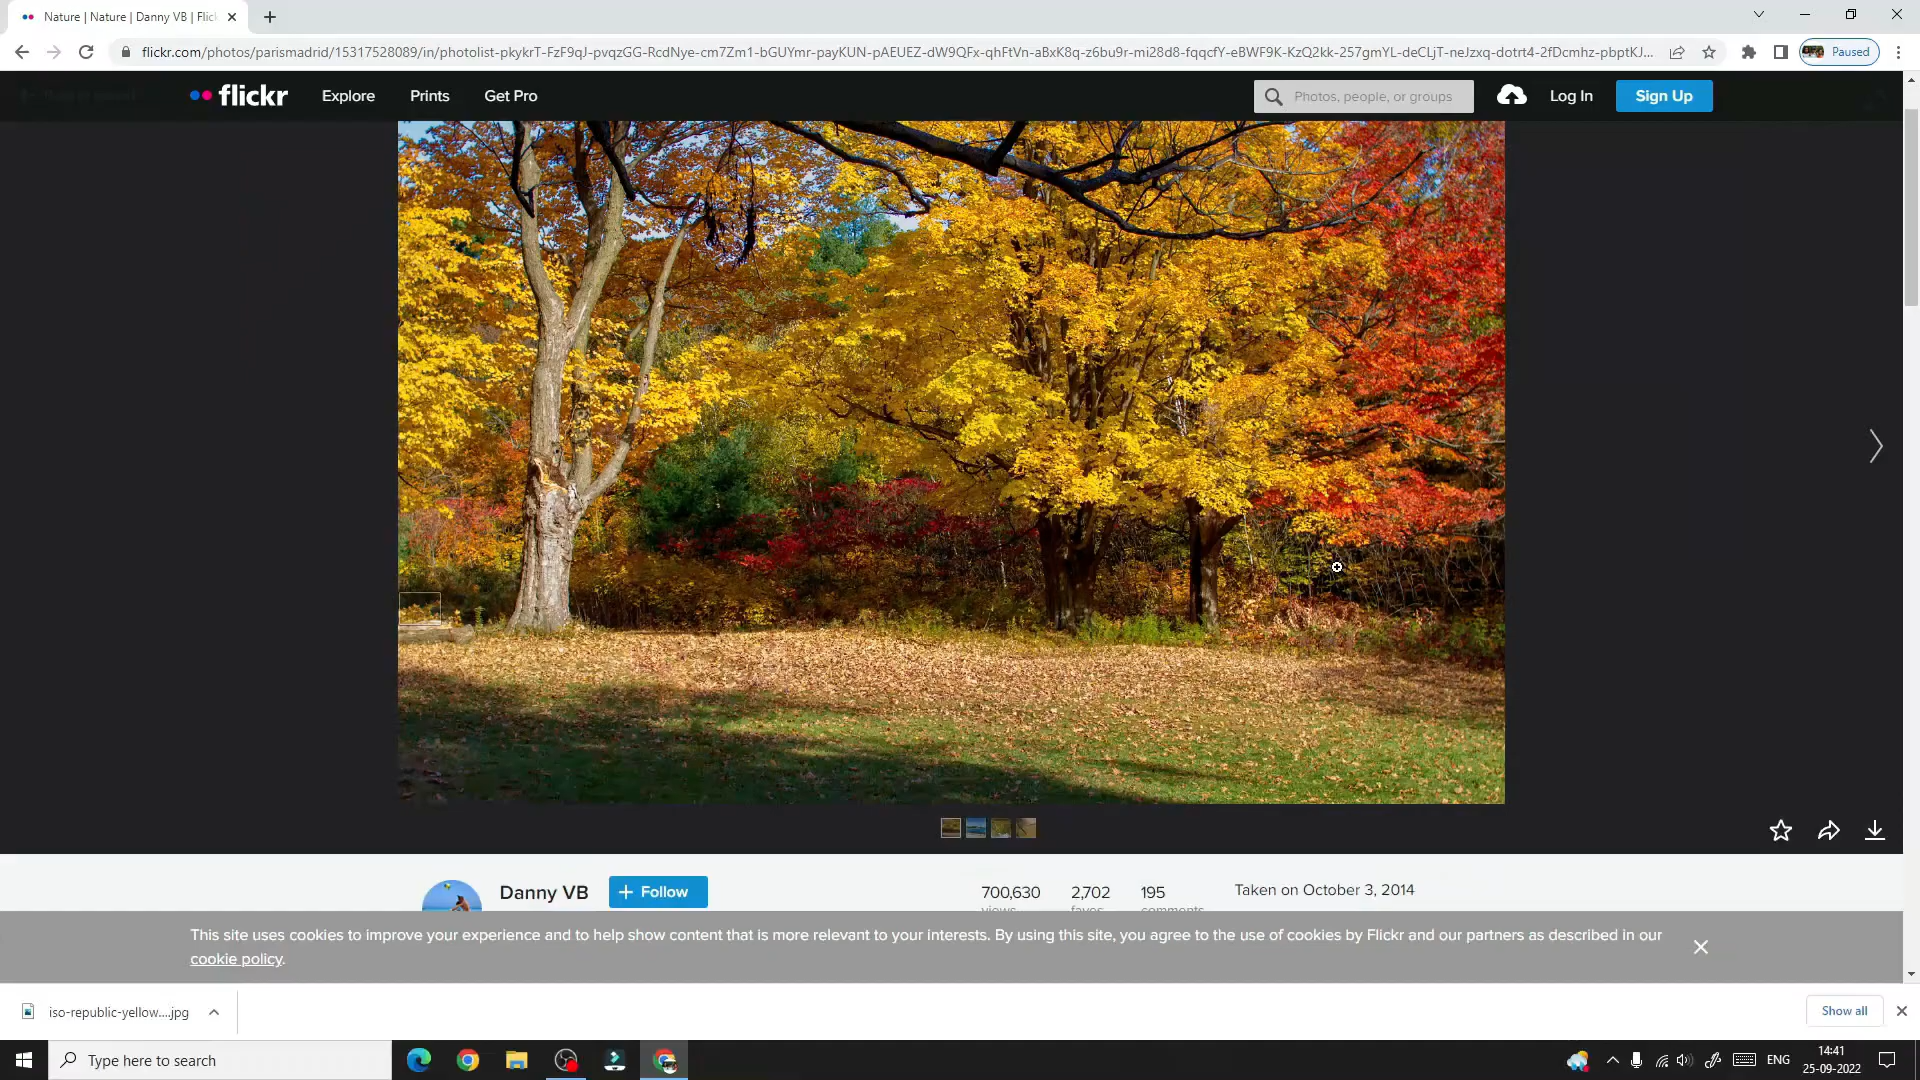 Nature | Nature | Danny VB | Flic
flickr.com/photos/parismadrid/15317528089/in/photolist-pkykrT-FzF9qJ-pvqzGG-RcdNye-cm7Zm1-bGUYmr-payKUN-pAEUEZ-dW9QFx-qhFtVn-aBxK8q-z6bu9r-mi28d8-fqqcfY-eBWF9K-KzQ2kk-257gmYL-deCLjT-neJzxq-dotrt4-2fDcmhz-pbptKJ...
Paused
flickr
Explore
Prints
Get Pro
Photos, people, or groups
Log In
Sign Up
Danny VB
+ Follow
700,630
views
2,702
faves
195
comments
Taken on October 3, 2014
This site uses cookies to improve your experience and to help show content that is more relevant to your interests. By using this site, you agree to the use of cookies by Flickr and our partners as described in our
cookie policy.
iso-republic-yellow....jpg
Show all
Type here to search
ENG
14:41
25-09-2022